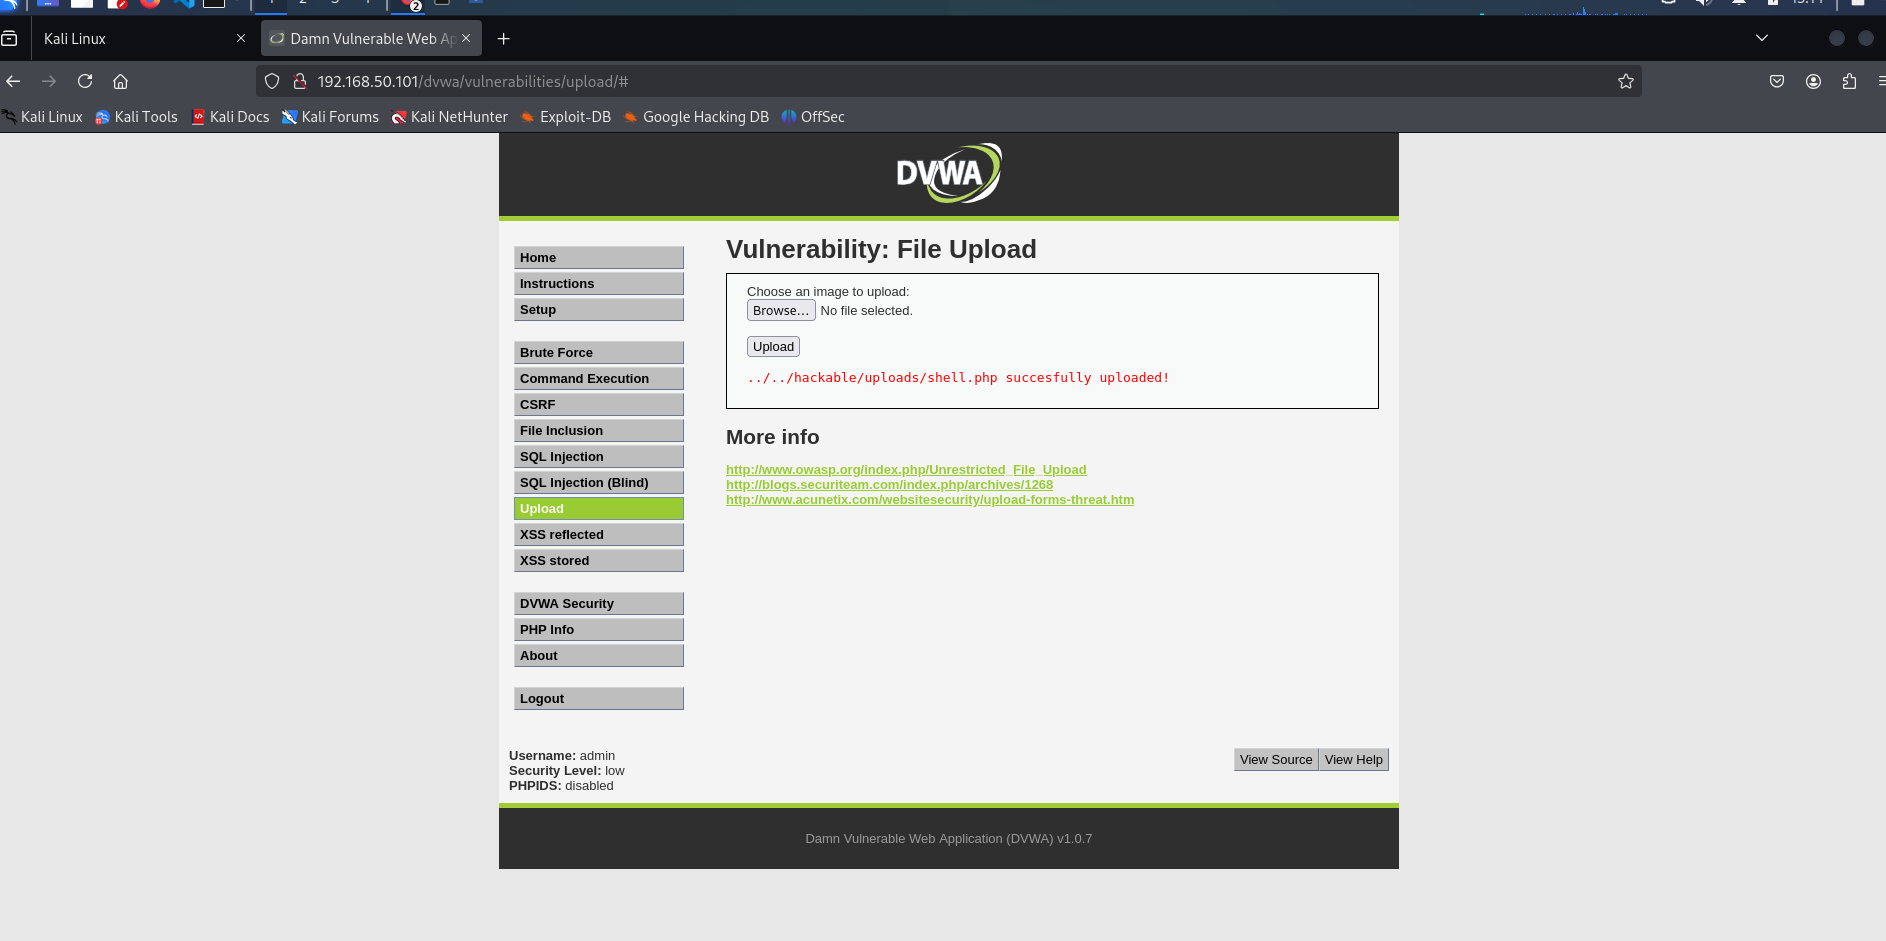 2
Kali Linux
Damn Vulnerable Web Ap
192.168.50.101/dvwa/vulnerabilities/upload/#
Kali Linux
Kali Tools
Kali Docs
Kali Forums
Kali NetHunter
Exploit-DB
Google Hacking DB
OffSec
DVWA
Home
Instructions
Setup
Brute Force
Command Execution
CSRF
File Inclusion
SQL Injection
SQL Injection (Blind)
Upload
XSS reflected
XSS stored
DVWA Security
PHP Info
About
Logout
Vulnerability: File Upload
Choose an image to upload:
Browse... No file selected.
Upload
../../hackable/uploads/shell.php succesfully uploaded!
More info
http://www.owasp.org/index.php/Unrestricted_File_Upload
http://blogs.securiteam.com/index.php/archives/1268
http://www.acunetix.com/websitesecurity/upload-forms-threat.htm
Username: admin
Security Level: low
PHPIDS: disabled
View Source
View Help
Damn Vulnerable Web Application (DVWA) v1.0.7